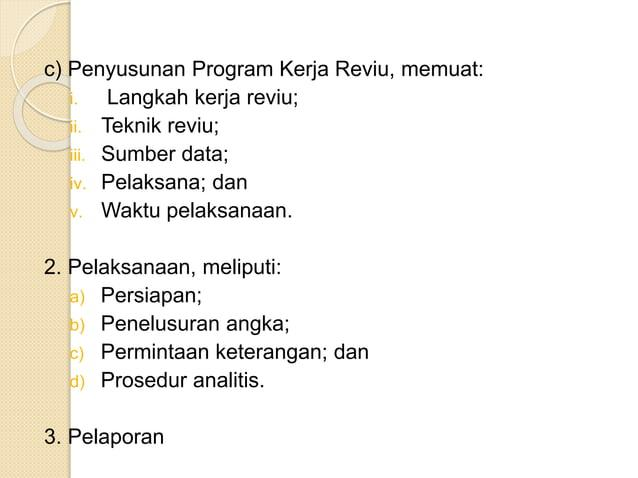 c) Penyusunan Program Kerja Reviu, memuat:
i. Langkah kerja reviu;
ii. Teknik reviu;
iii. Sumber data;
iv. Pelaksana; dan
v. Waktu pelaksanaan.
2. Pelaksanaan, meliputi:
a) Persiapan;
b) Penelusuran angka;
c) Permintaan keterangan; dan
d) Prosedur analitis.
3. Pelaporan